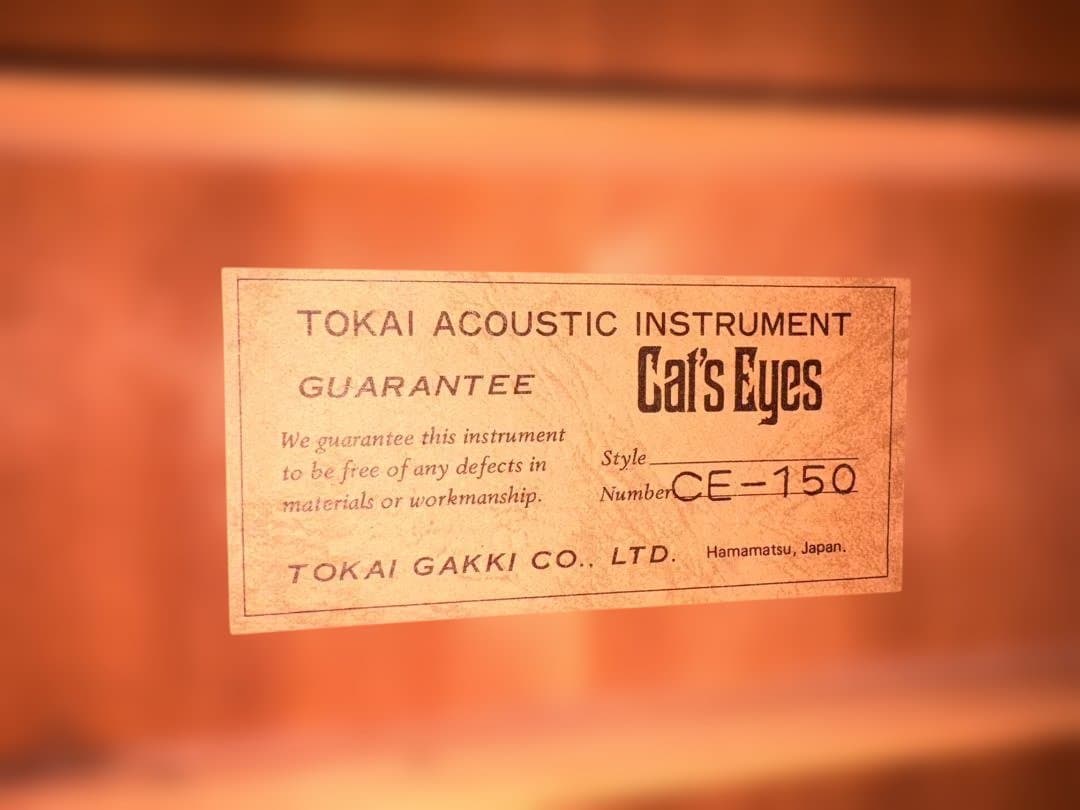 TOKAI ACOUSTIC INSTRUMENT
GUARANTEE
Cat's Eyes
We guarantee this instrument
to be free of any defects in
materials or workmanship.
Style
Number CE-150
TOKAI GAKKI CO., LTD.
Hamamatsu, Japan.